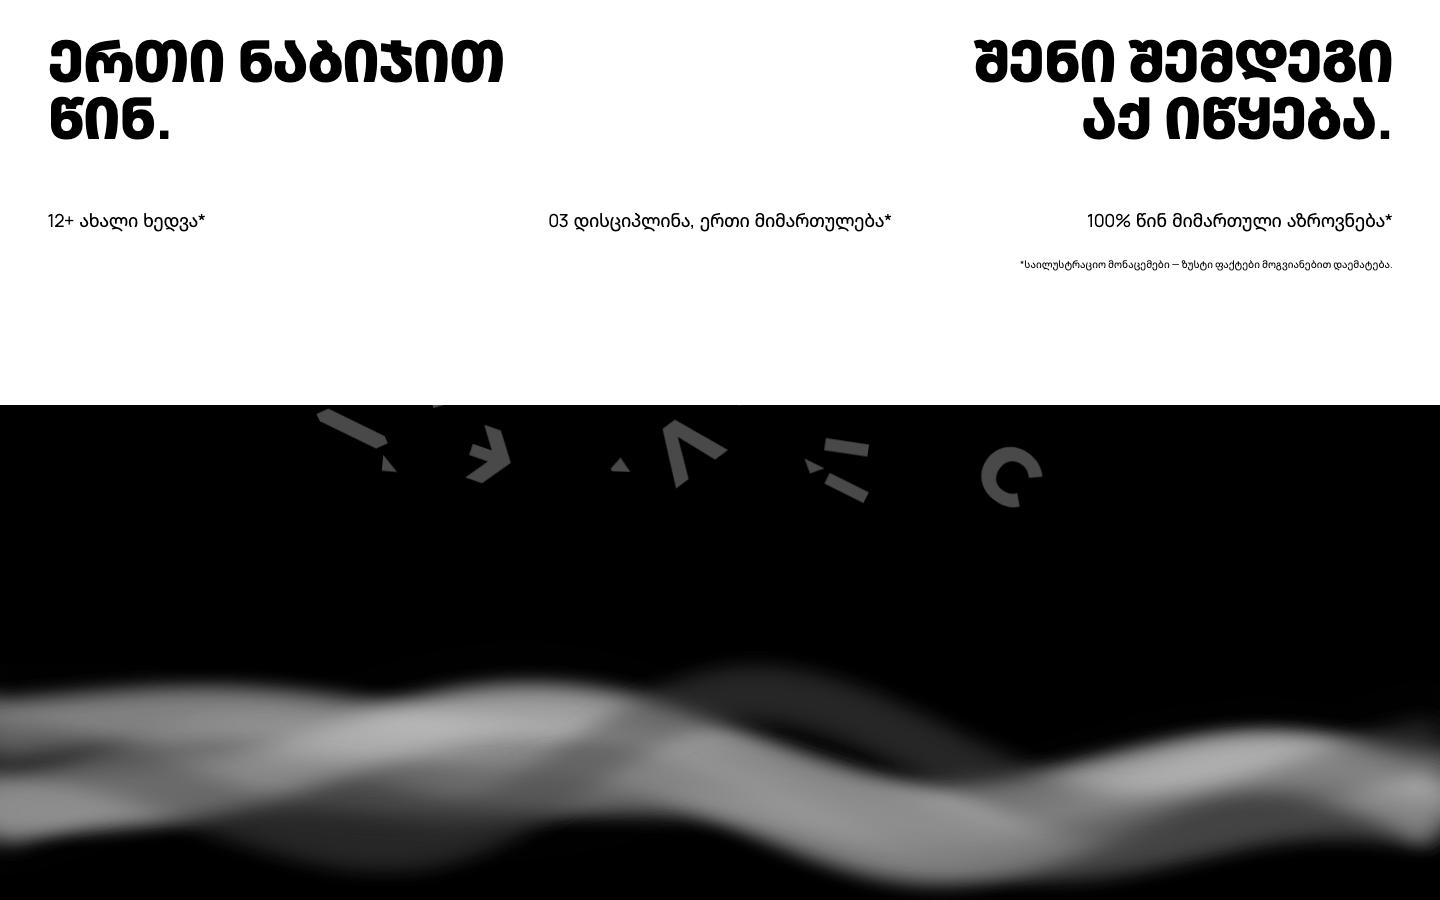 ერთი ნაბიჯით
წინ.
შენი შემდეგი
აქ იწყება.
12+ ახალი ხედვა*
03 დისციპლინა, ერთი მიმართულება*
100% წინ მიმართული აზროვნება*
*საილუსტრაციო მონაცემები — ზუსტი ფაქტები მოგვიანებით დაემატება.